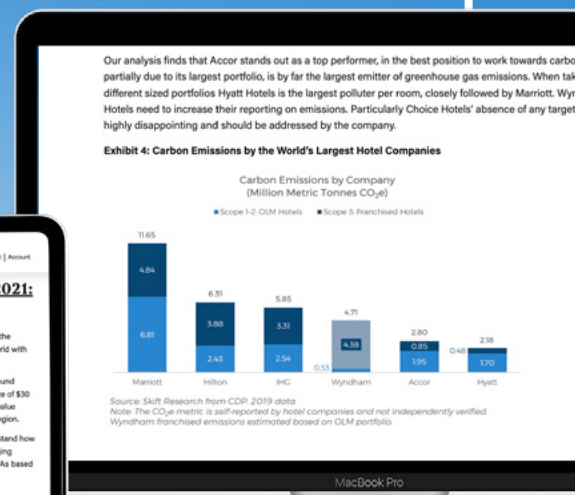 Our analysis finds that Accor stands out as a top performer, in the best position to work towards carbo
partially due to its largest portfolio, is by far the largest emitter of greenhouse gas emissions. When tak
different sized portfolios Hyatt Hotels is the largest polluter per room, closely followed by Marriott. Wyn
Hotels need to increase their reporting on emissions. Particularly Choice Hotels' absence of any target
highly disappointing and should be addressed by the company.
Exhibit 4: Carbon Emissions by the World's Largest Hotel Companies
Carbon Emissions by Company
(Million Metric Tonnes CO₂e)
Scope 1-2: OLM Hotels Scope 3: Franchised Hotels
11.65
4.84
6.81
6.31
3.88
2.43
5.85
3.31
2.54
4.71
4.38
0.33
2.80
0.85
1.95
2.18
0.48
1.70
Marriott Hilton IHG Wyndham Accor Hyatt
Source: Skift Research from CDP. 2019 data.
Note: The CO₂e metric is self-reported by hotel companies and not independently verified.
Wyndham franchised emissions estimated based on OLM portfolio.
MacBook Pro
| Account
021:
the
rld with
und
e of $30
alue
egion.
stand how
ging
As based